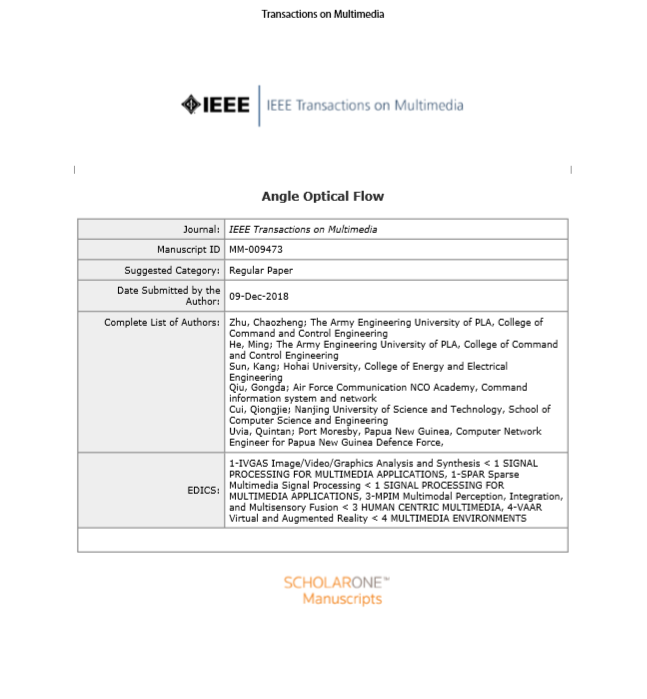 Transactions on Multimedia
IEEE IEEE Transactions on Multimedia
Angle Optical Flow
Journal: IEEE Transactions on Multimedia
Manuscript ID MM-009473
Suggested Category: Regular Paper
Date Submitted by the
Author: 09-Dec-2018
Complete List of Authors: Zhu, Chaozheng; The Army Engineering University of PLA, College of
Command and Control Engineering
He, Ming; The Army Engineering University of PLA, College of Command
and Control Engineering
Sun, Kang; Hohai University, College of Energy and Electrical
Engineering
Qiu, Gongda; Air Force Communication NCO Academy, Command
information system and network
Cui, Qiongjie; Nanjing University of Science and Technology, School of
Computer Science and Engineering
Uvia, Quintan; Port Moresby, Papua New Guinea, Computer Network
Engineer for Papua New Guinea Defence Force,
EDICS: 1-IVGAS Image/Video/Graphics Analysis and Synthesis < 1 SIGNAL
PROCESSING FOR MULTIMEDIA APPLICATIONS, 1-SPAR Sparse
Multimedia Signal Processing < 1 SIGNAL PROCESSING FOR
MULTIMEDIA APPLICATIONS, 3-MPIM Multimodal Perception, Integration,
and Multisensory Fusion < 3 HUMAN CENTRIC MULTIMEDIA, 4-VAAR
Virtual and Augmented Reality < 4 MULTIMEDIA ENVIRONMENTS
SCHOLARONE™
Manuscripts